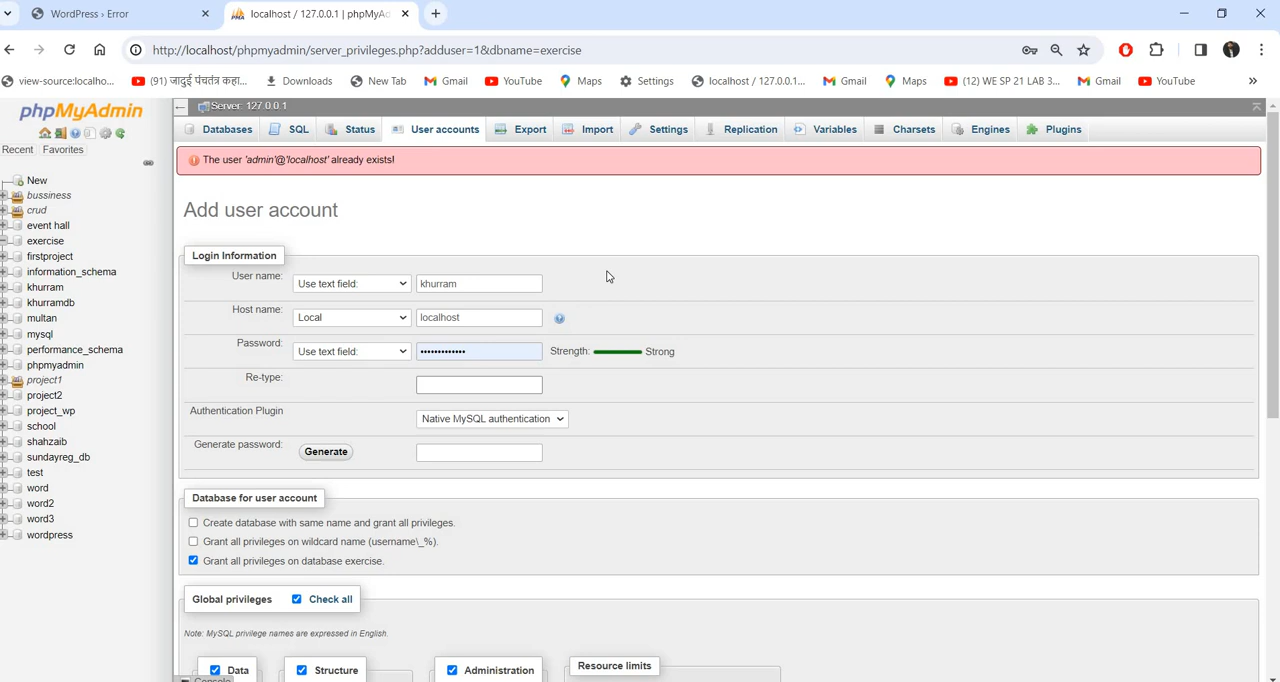 WordPress › Error
localhost / 127.0.0.1 | phpMyAd
http://localhost/phpmyadmin/server_privileges.php?adduser=1&dbname=exercise
view-source:localho...
(91) जादुई पंचतंत्र कहा...
Downloads
New Tab
Gmail
YouTube
Maps
Settings
localhost / 127.0.0.1...
Gmail
Maps
(12) WE SP 21 LAB 3...
Gmail
YouTube
phpMyAdmin
Recent
Favorites
New
bussiness
crud
event hall
exercise
firstproject
information_schema
khurram
khurramdb
multan
mysql
performance_schema
phpmyadmin
project1
project2
project_wp
school
shahzaib
sundayreg_db
test
word
word2
word3
wordpress
Server: 127.0.0.1
Databases
SQL
Status
User accounts
Export
Import
Settings
Replication
Variables
Charsets
Engines
Plugins
The user 'admin'@'localhost' already exists!
Add user account
Login Information
User name:
Use text field:
khurram
Host name:
Local
localhost
Password:
Use text field:
•••••••••••••
Strength:
Strong
Re-type:
Authentication Plugin
Native MySQL authentication
Generate password:
Generate
Database for user account
Create database with same name and grant all privileges.
Grant all privileges on wildcard name (username\_%).
Grant all privileges on database exercise.
Global privileges
Check all
Note: MySQL privilege names are expressed in English.
Data
Structure
Administration
Resource limits
Console